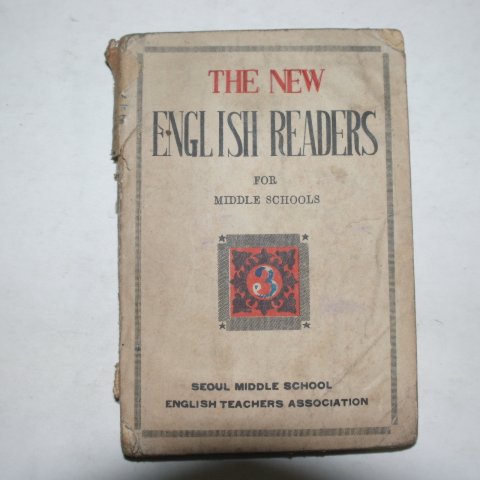 THE NEW
ENGLISH READERS
FOR
MIDDLE SCHOOLS
3
SEOUL MIDDLE SCHOOL
ENGLISH TEACHERS ASSOCIATION